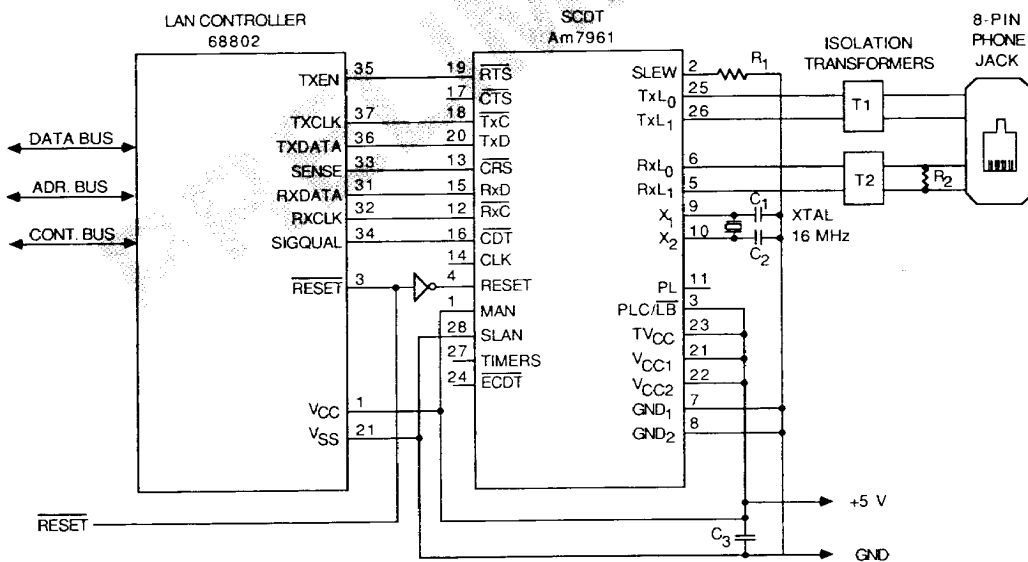 LAN CONTROLLER
68802
SCDT
Am7961
ISOLATION
TRANSFORMERS
8-PIN
PHONE
JACK
DATA BUS
ADR. BUS
CONT. BUS
TXEN 35
TXCLK 37
TXDATA 36
SENSE 33
RXDATA 31
RXCLK 32
SIGQUAL 34
RESET 3
VCC 1
VSS 21
RESET
19 RTS
17 CTS
18 TxC
20 TxD
13 CRS
15 RxD
12 RxC
16 CDT
14 CLK
4 RESET
1 MAN
28 SLAN
27 TIMERS
24 ECDT
SLEW 2
TxL0 25
TxL1 26
RxL0 6
RxL1 5
X1 9
X2 10
PL 11
PLC/LB 3
TVCC 23
VCC1 21
VCC2 22
GND1 7
GND2 8
R1
T1
T2
R2
C1
C2
XTAL
16 MHz
C3
+5 V
GND